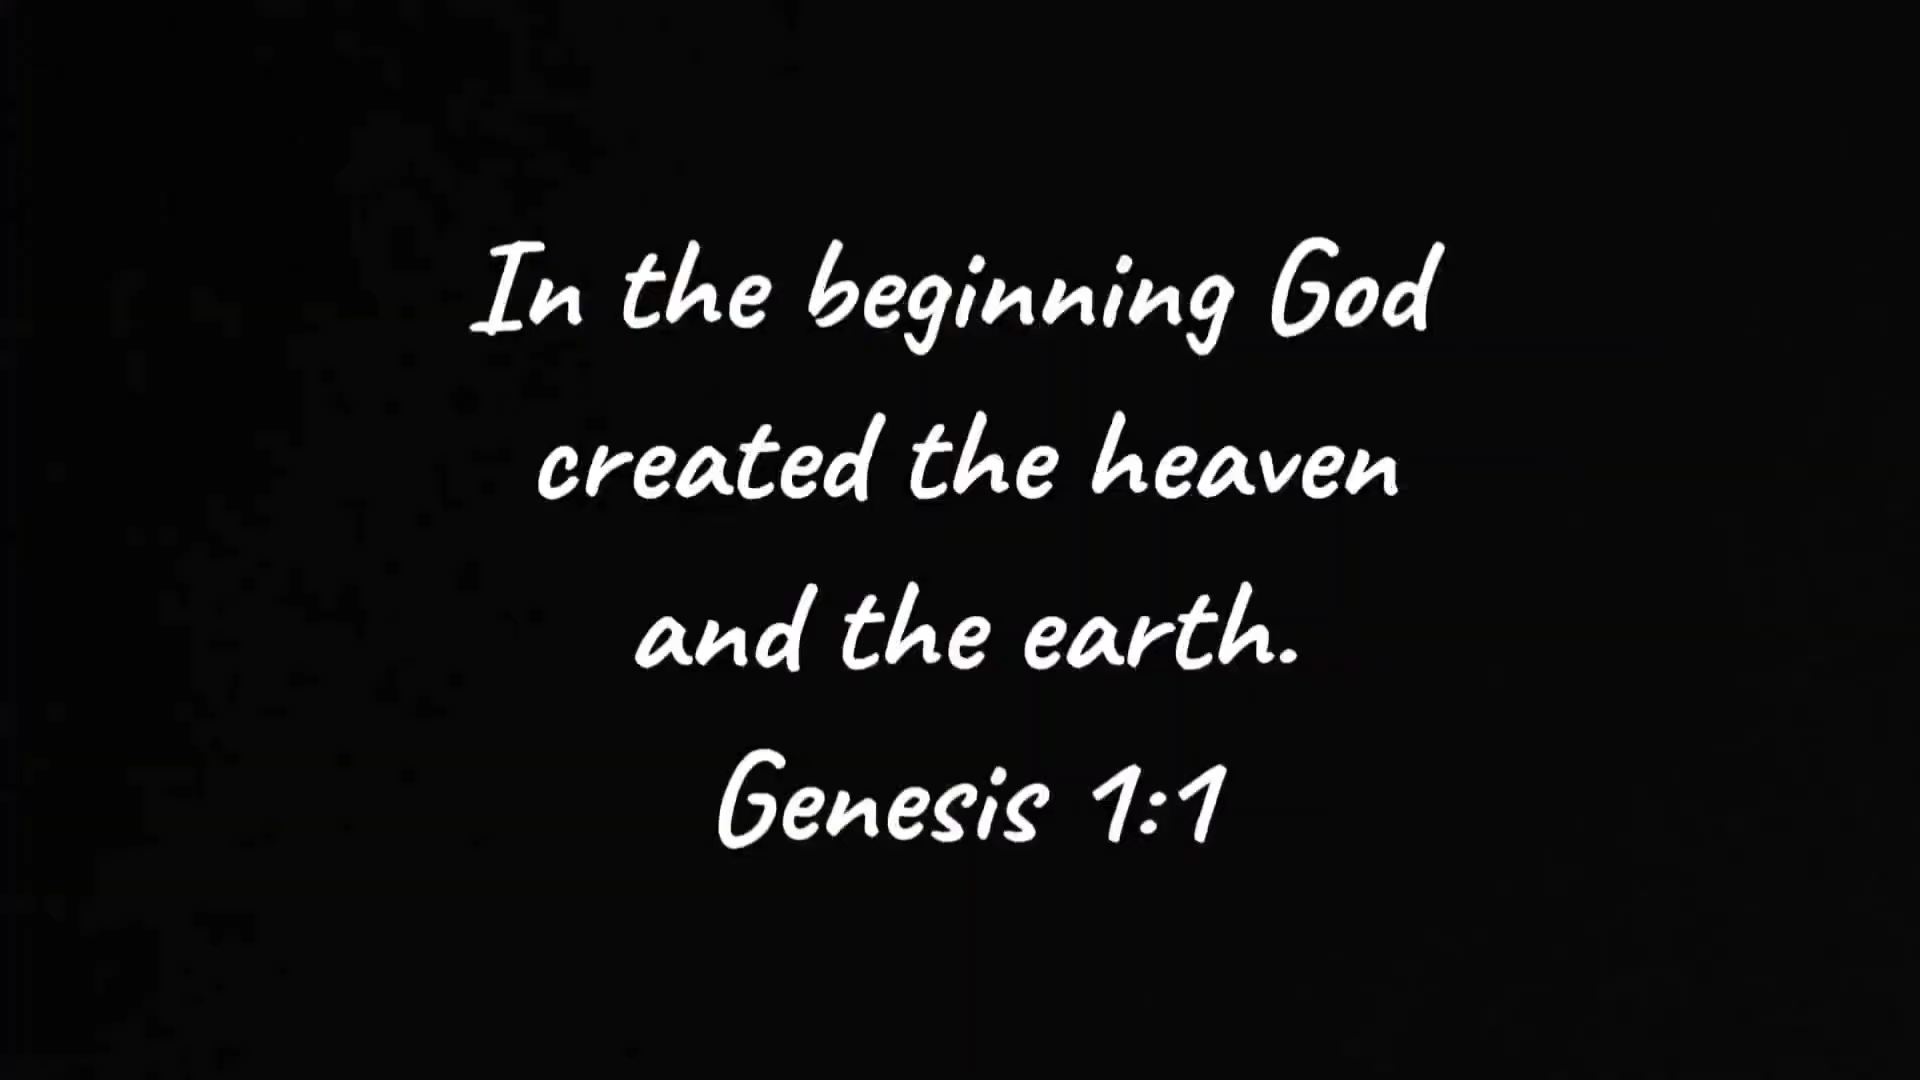 In the beginning God
created the heaven
and the earth.
Genesis 1:1